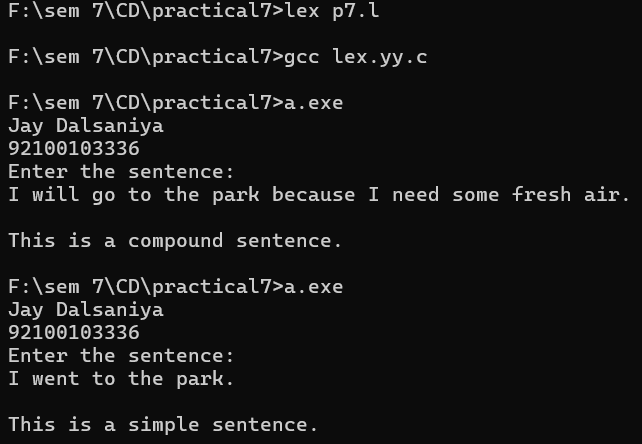 F:\sem 7\CD\practical7>lex p7.l
F:\sem 7\CD\practical7>gcc lex.yy.c
F:\sem 7\CD\practical7>a.exe
Jay Dalsaniya
92100103336
Enter the sentence:
I will go to the park because I need some fresh air.
This is a compound sentence.
F:\sem 7\CD\practical7>a.exe
Jay Dalsaniya
92100103336
Enter the sentence:
I went to the park.
This is a simple sentence.